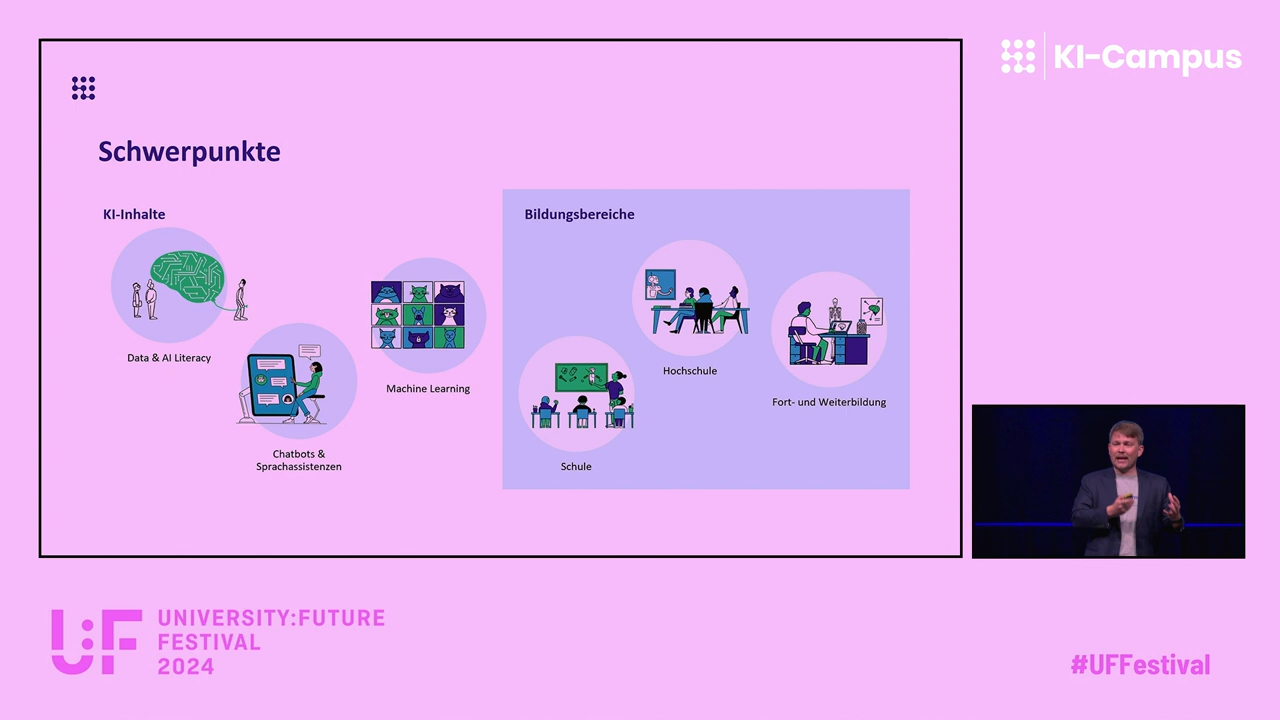 KI-Campus
Schwerpunkte
KI-Inhalte
Data & AI Literacy
Chatbots &
Sprachassistenzen
Machine Learning
Bildungsbereiche
Schule
Hochschule
Fort- und Weiterbildung
U:F
UNIVERSITY:FUTURE
FESTIVAL
2024
#UFFestival